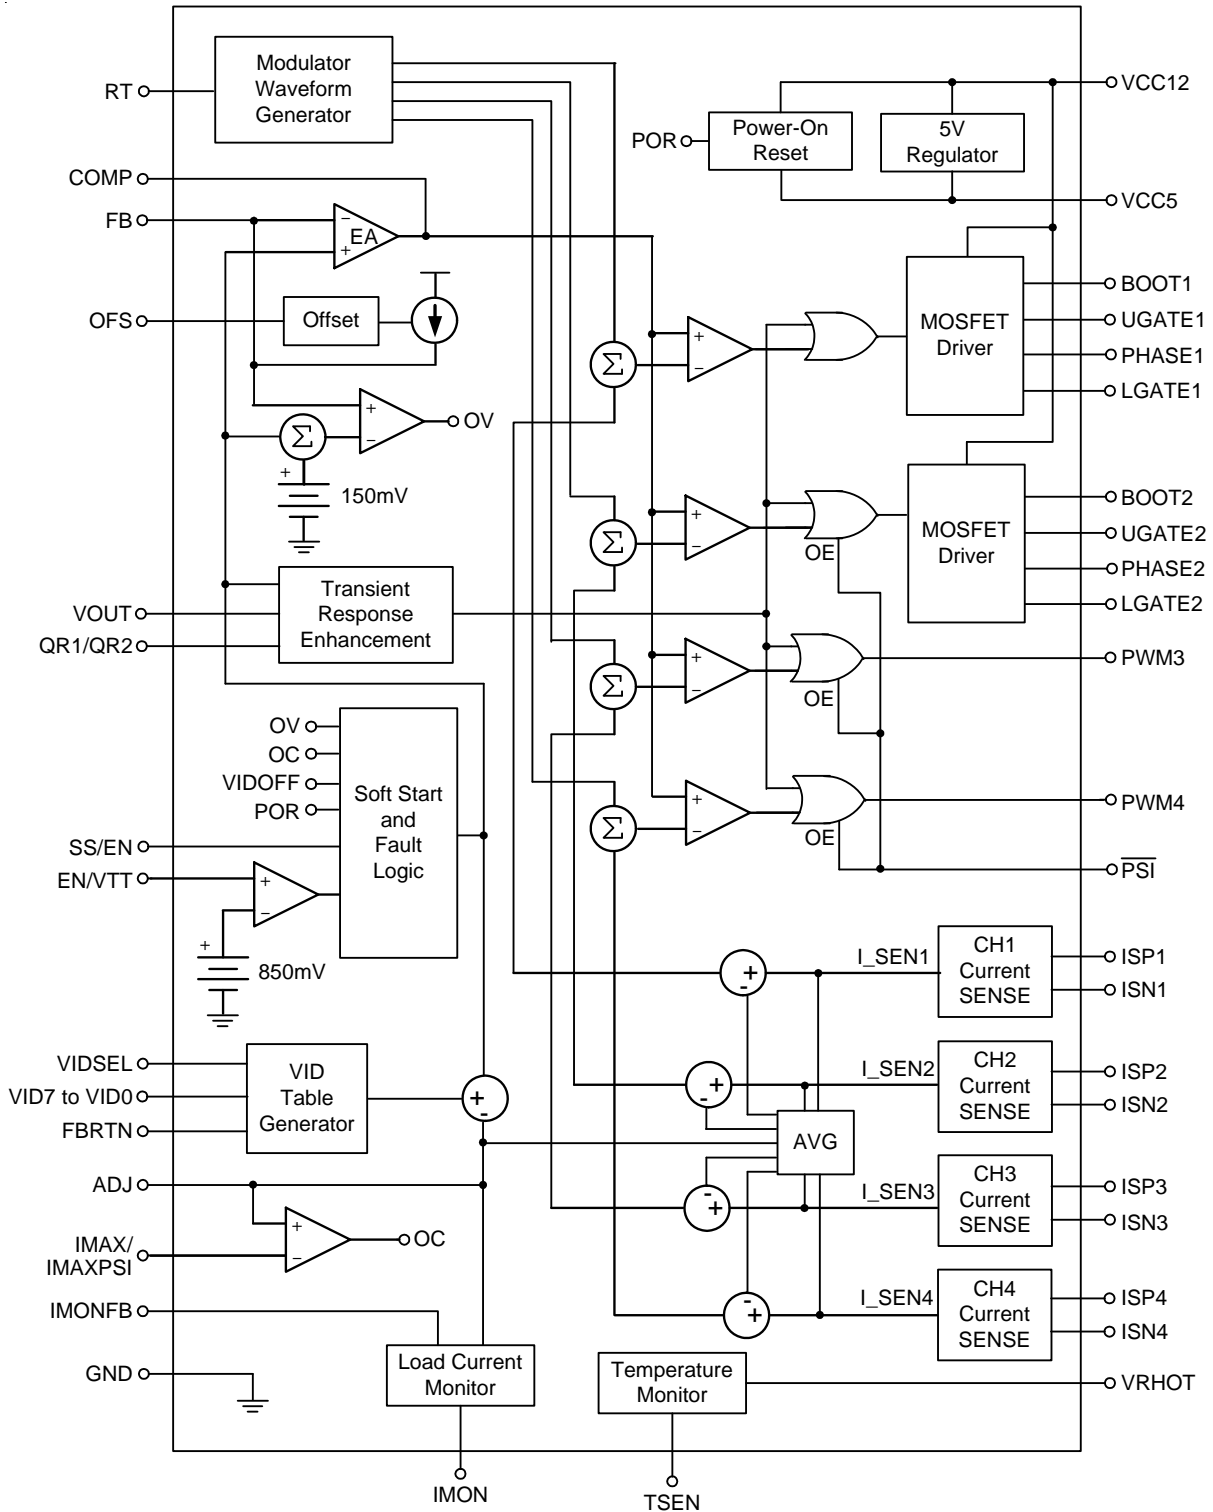 Modulator
Waveform
Generator
RT
VCC12
POR
Power-On
Reset
5V
Regulator
COMP
VCC5
FB
−
EA
+
BOOT1
OFS
Offset
MOSFET
Driver
UGATE1
PHASE1
LGATE1
+
−
Σ
+
−
OV
Σ
+
150mV
BOOT2
MOSFET
Driver
UGATE2
PHASE2
LGATE2
+
−
Σ
OE
Transient
Response
Enhancement
VOUT
QR1/QR2
+
−
Σ
OE
PWM3
OV
OC
VIDOFF
POR
Soft Start
and
Fault
Logic
+
−
Σ
OE
PWM4
SS/EN
EN/VTT
+
−
PSI
+
850mV
+
-
I_SEN1
CH1
Current
SENSE
ISP1
ISN1
VIDSEL
VID7 to VID0
FBRTN
VID
Table
Generator
+
-
+
-
I_SEN2
CH2
Current
SENSE
ISP2
ISN2
AVG
ADJ
-
+
I_SEN3
CH3
Current
SENSE
ISP3
ISN3
IMAX/
IMAXPSI
+
−
OC
IMONFB
-
+
I_SEN4
CH4
Current
SENSE
ISP4
ISN4
GND
Load Current
Monitor
Temperature
Monitor
VRHOT
IMON
TSEN